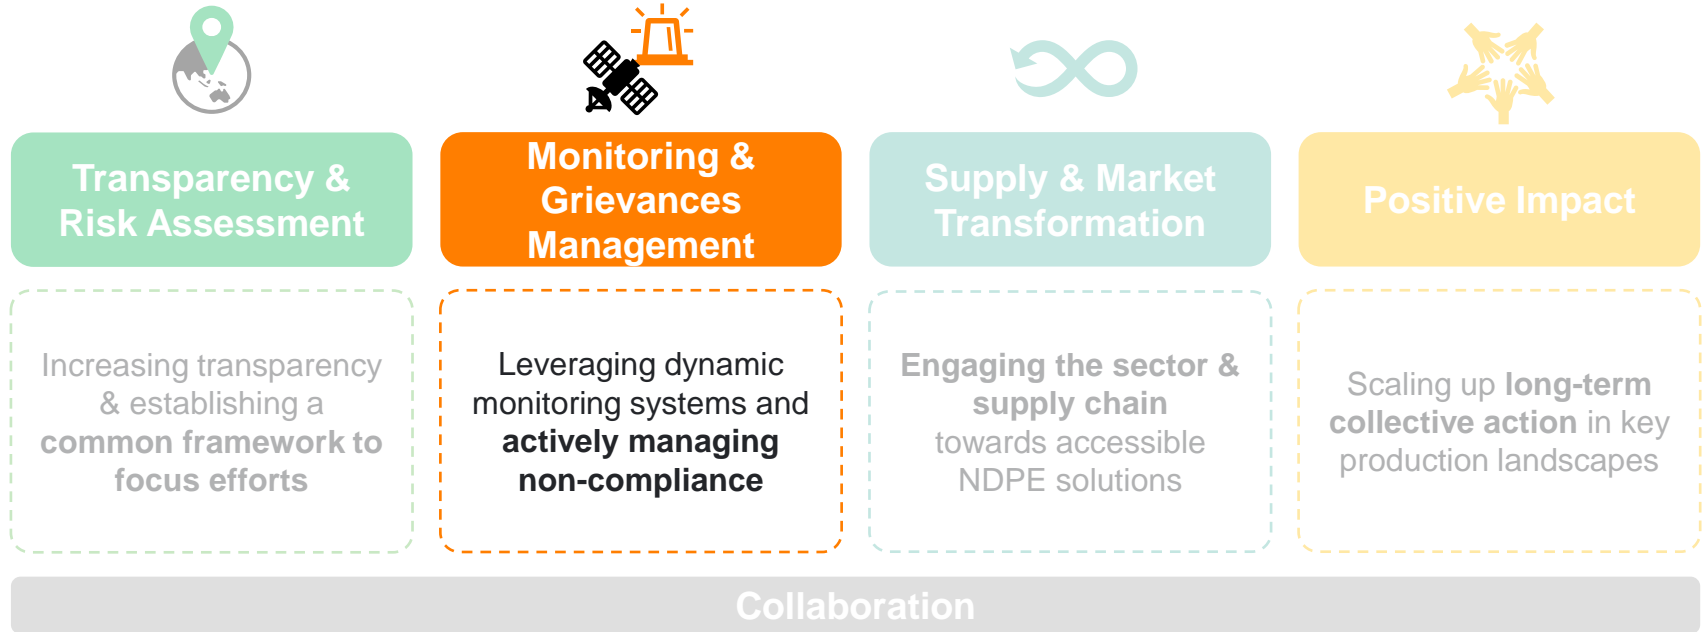 Transparency &
Risk Assessment
Monitoring &
Grievances
Management
Supply & Market
Transformation
Positive Impact
Increasing transparency
& establishing a
common framework to
focus efforts
Leveraging dynamic
monitoring systems and
actively managing
non-compliance
Engaging the sector &
supply chain
towards accessible
NDPE solutions
Scaling up long-term
collective action in key
production landscapes
Collaboration